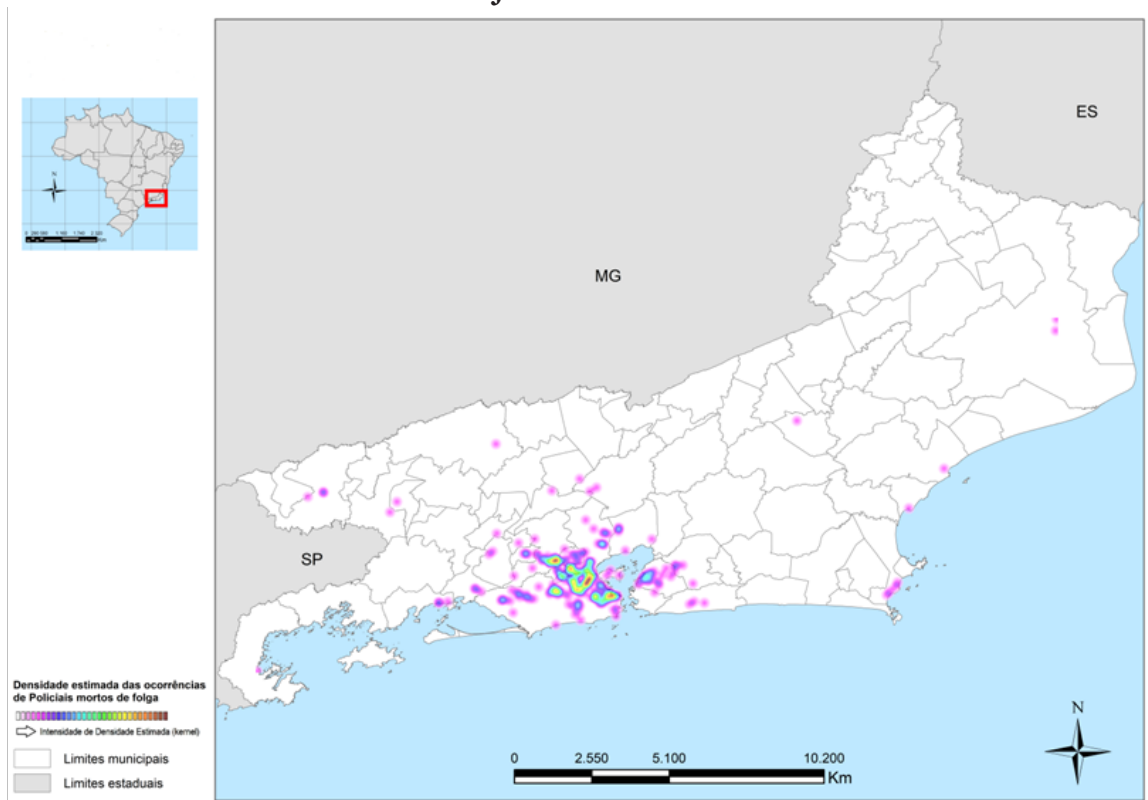 j
ES
MG
SP
N
N
Km
Densidade estimada das ocorrências
de Policiais mortos de folga
Intensidade de Densidade Estimada (kernel)
Limites municipais
Limites estaduais
0 2.550 5.100 10.200
Km